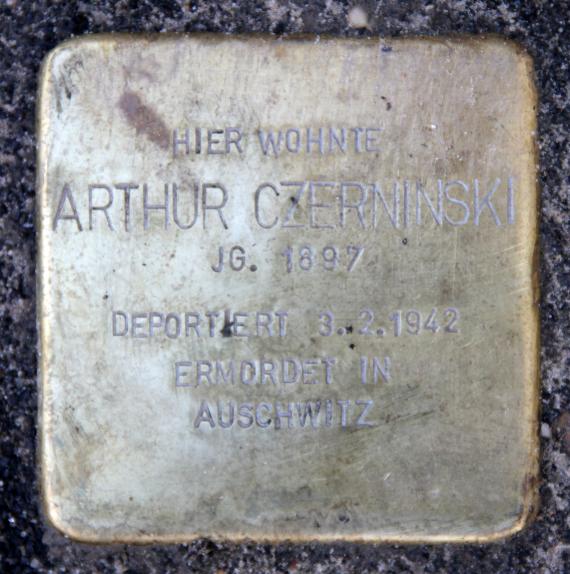 HIER WOHNTE
ARTHUR CZERNINSKI
JG. 1897
DEPORTIERT 3.2.1942
ERMORDET IN
AUSCHWITZ